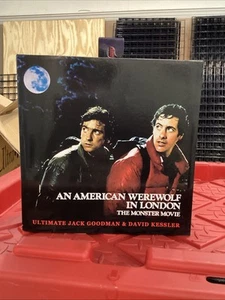 AN AMERICAN WEREWOLF
IN LONDON
THE MONSTER MOVIE
ULTIMATE JACK GOODMAN & DAVID KESSLER